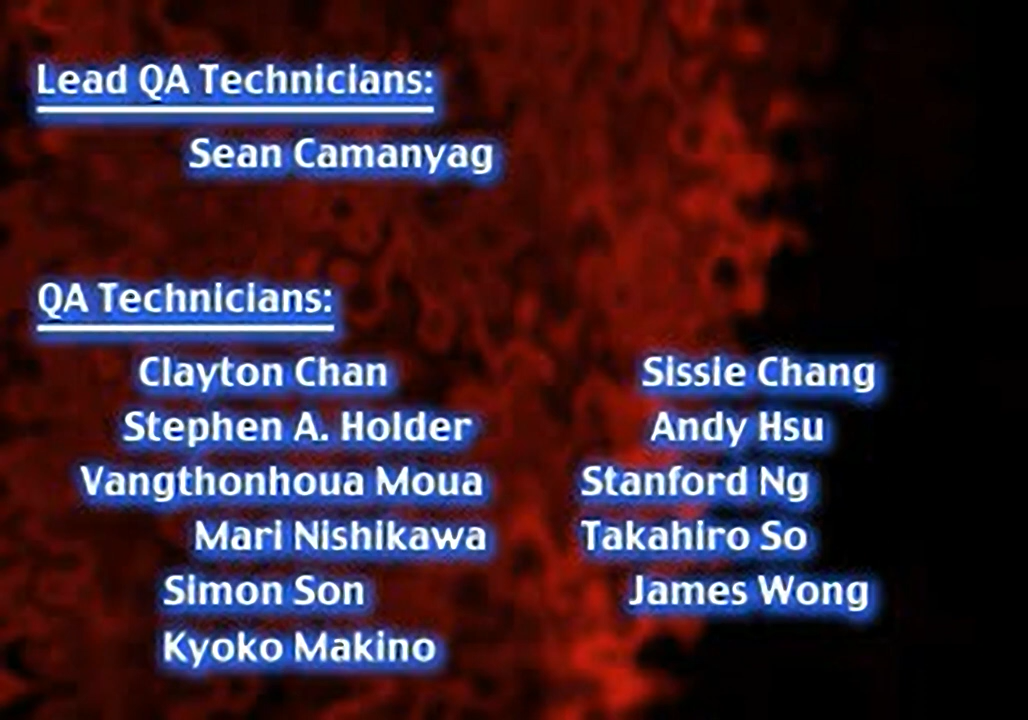 Lead QA Technicians:
Sean Camanyag
QA Technicians:
Clayton Chan
Stephen A. Holder
Vangthonhoua Moua
Mari Nishikawa
Simon Son
Kyoko Makino
Sissie Chang
Andy Hsu
Stanford Ng
Takahiro So
James Wong